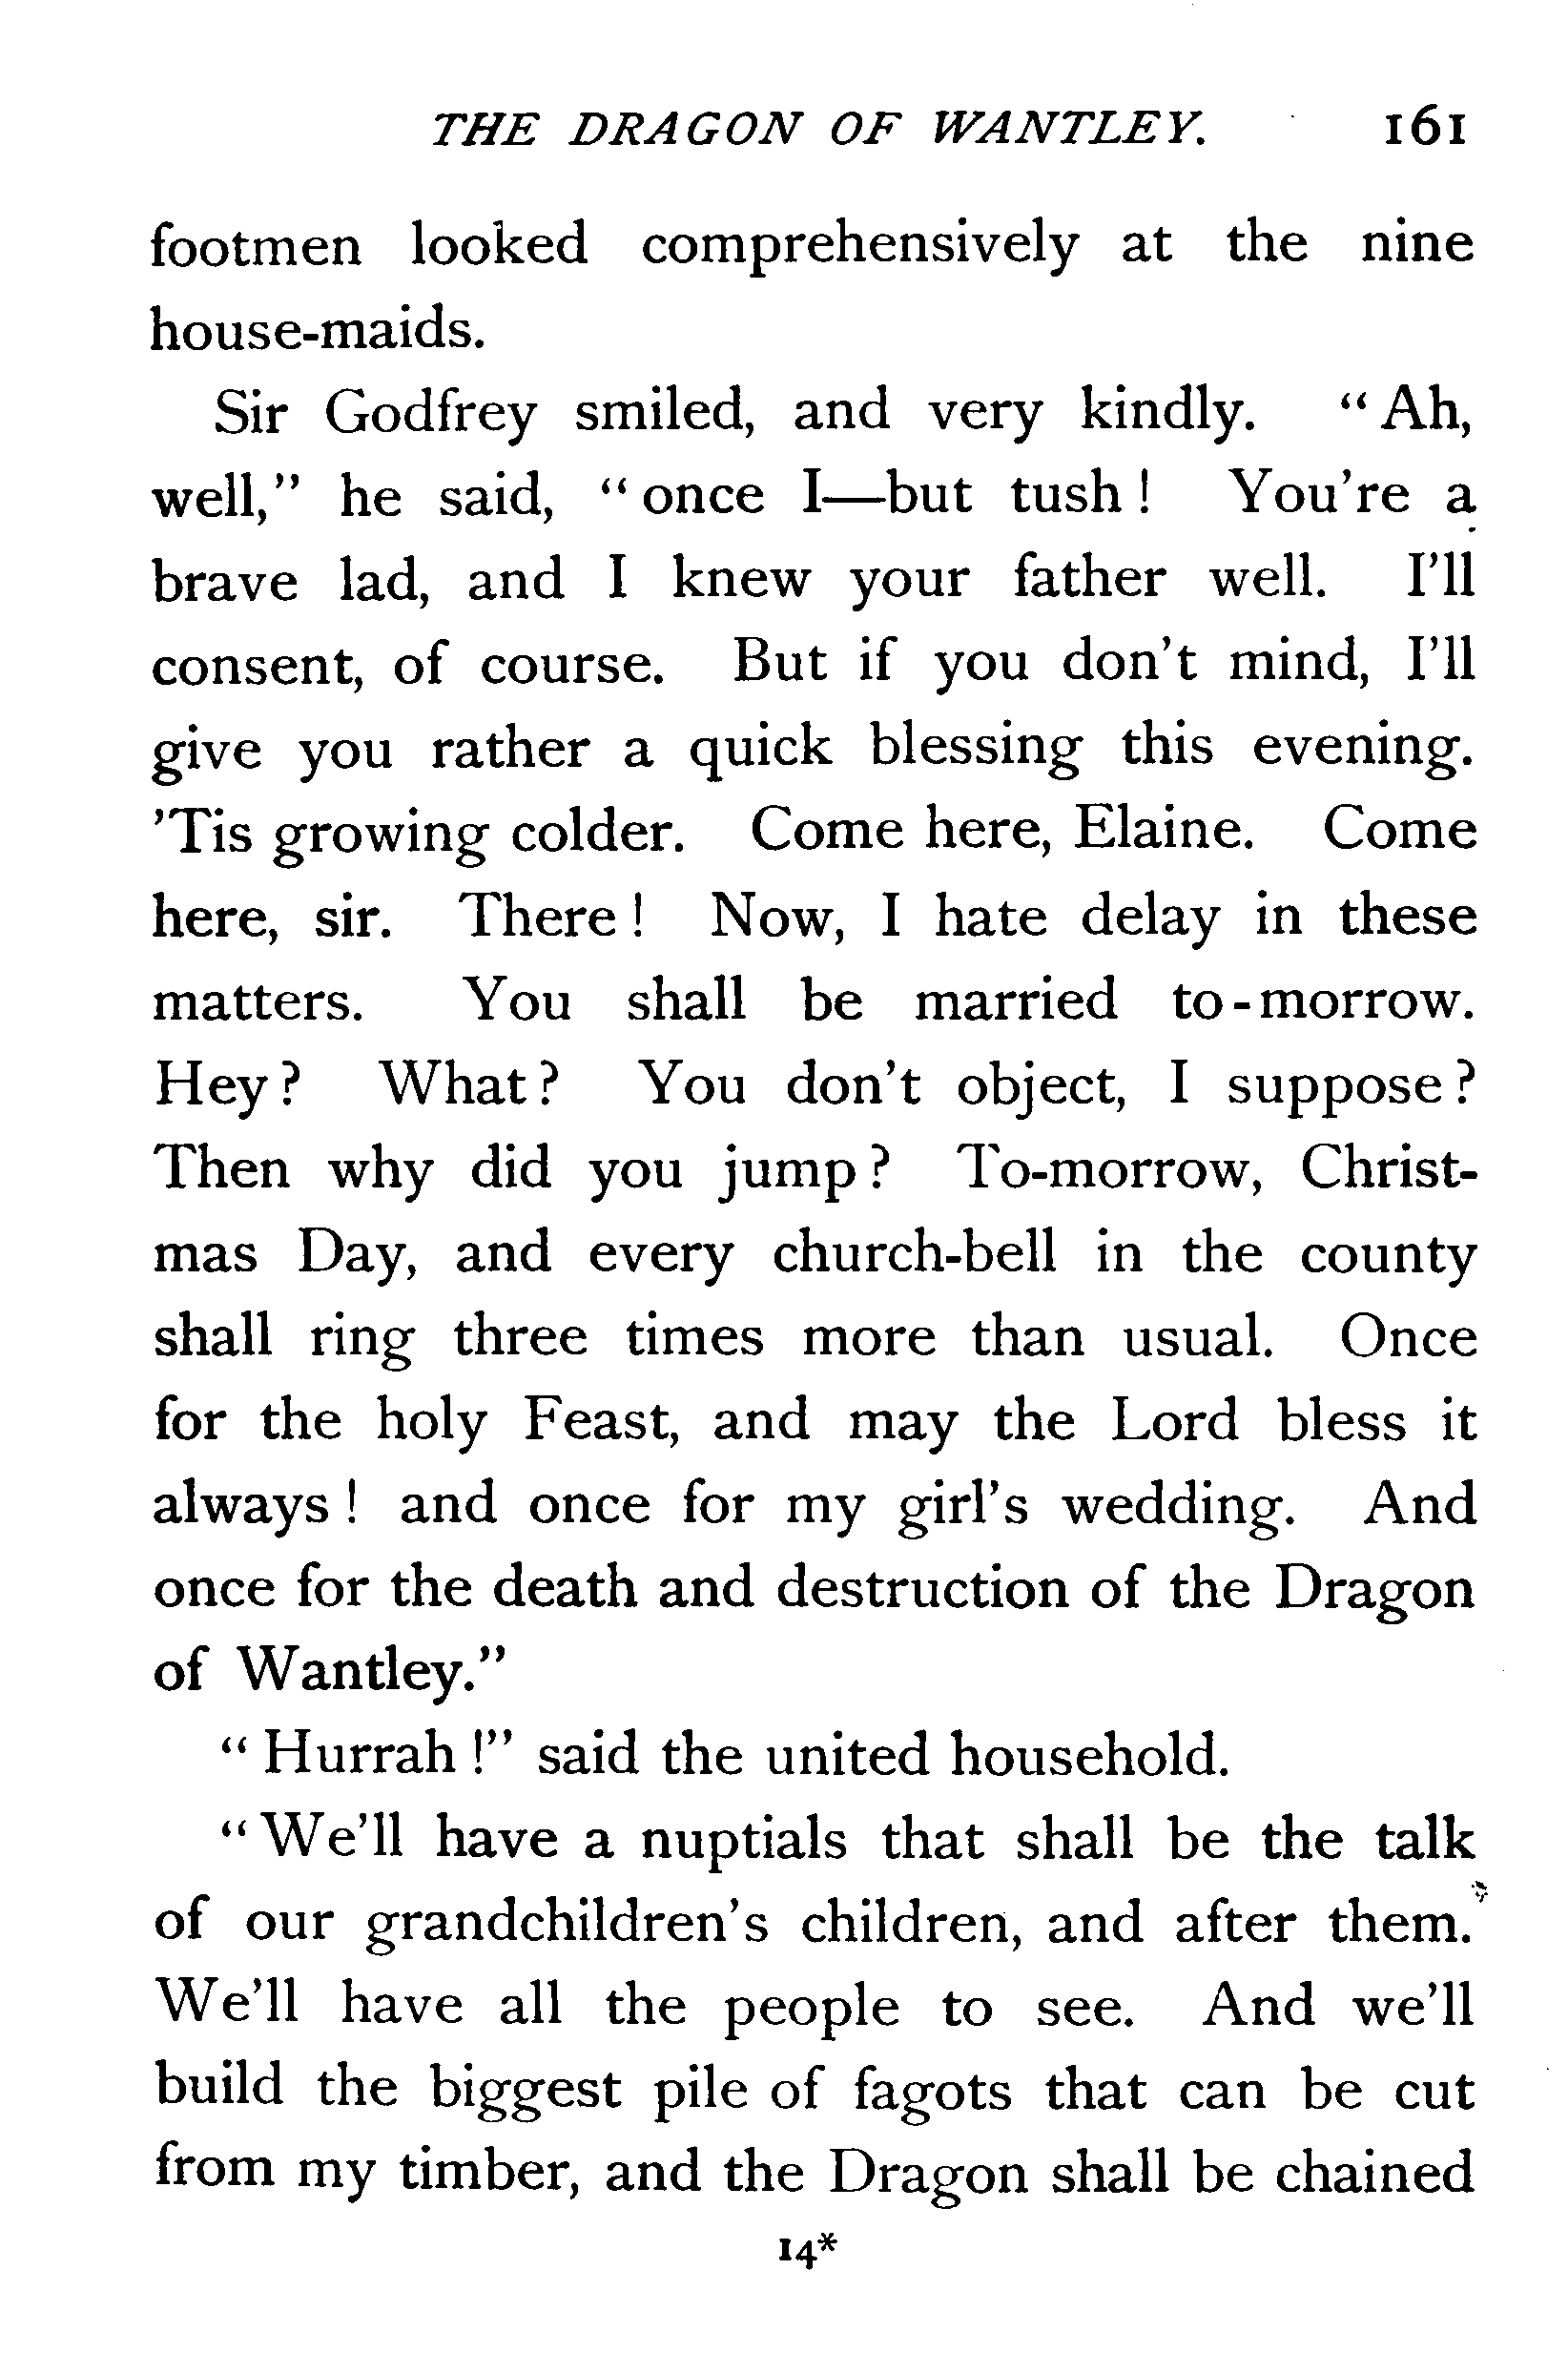 THE DRAGON OF WANTLEY. 161
footmen looked comprehensively at the nine
house-maids.
Sir Godfrey smiled, and very kindly. “Ah,
well,” he said, “once I—but tush! You’re a
brave lad, and I knew your father well. I’ll
consent, of course. But if you don’t mind, I’ll
give you rather a quick blessing this evening.
’Tis growing colder. Come here, Elaine. Come
here, sir. There! Now, I hate delay in these
matters. You shall be married to-morrow.
Hey? What? You don’t object, I suppose?
Then why did you jump? To-morrow, Christ-
mas Day, and every church-bell in the county
shall ring three times more than usual. Once
for the holy Feast, and may the Lord bless it
always! and once for my girl’s wedding. And
once for the death and destruction of the Dragon
of Wantley.”
“Hurrah!” said the united household.
“We’ll have a nuptials that shall be the talk
of our grandchildren’s children, and after them.
We’ll have all the people to see. And we’ll
build the biggest pile of fagots that can be cut
from my timber, and the Dragon shall be chained
14*